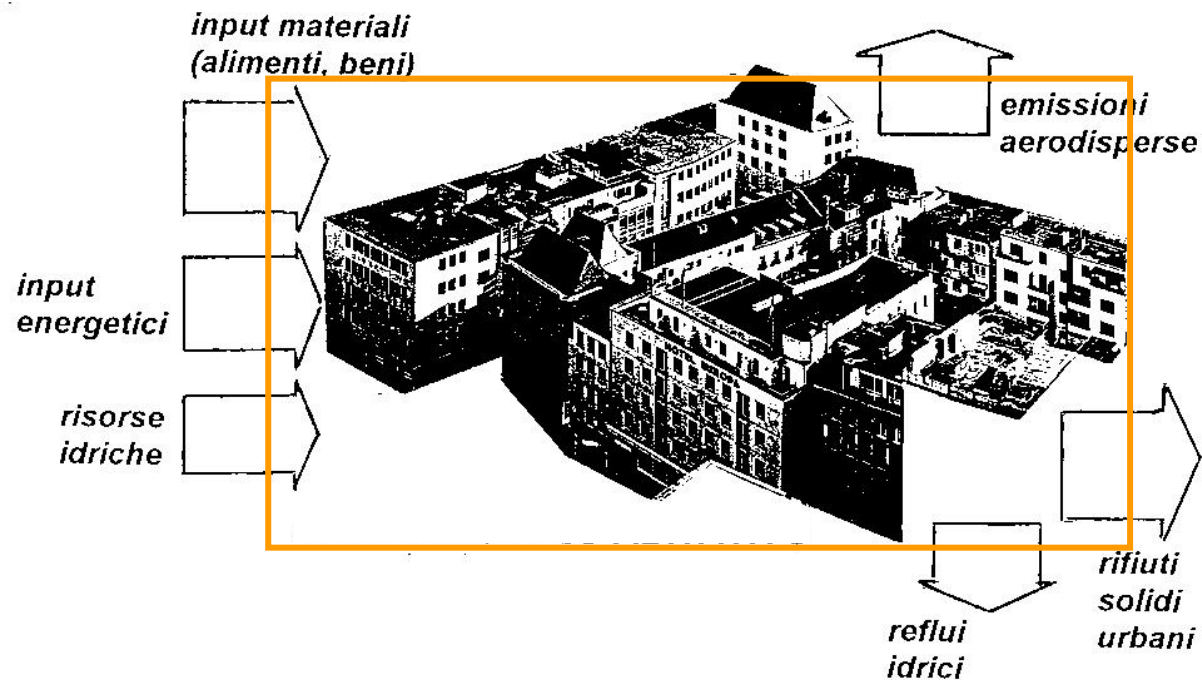 input materiali
(alimenti, beni)
emissioni
aerodisperse
input
energetici
risorse
idriche
rifiuti
solidi
urbani
reflui
idrici